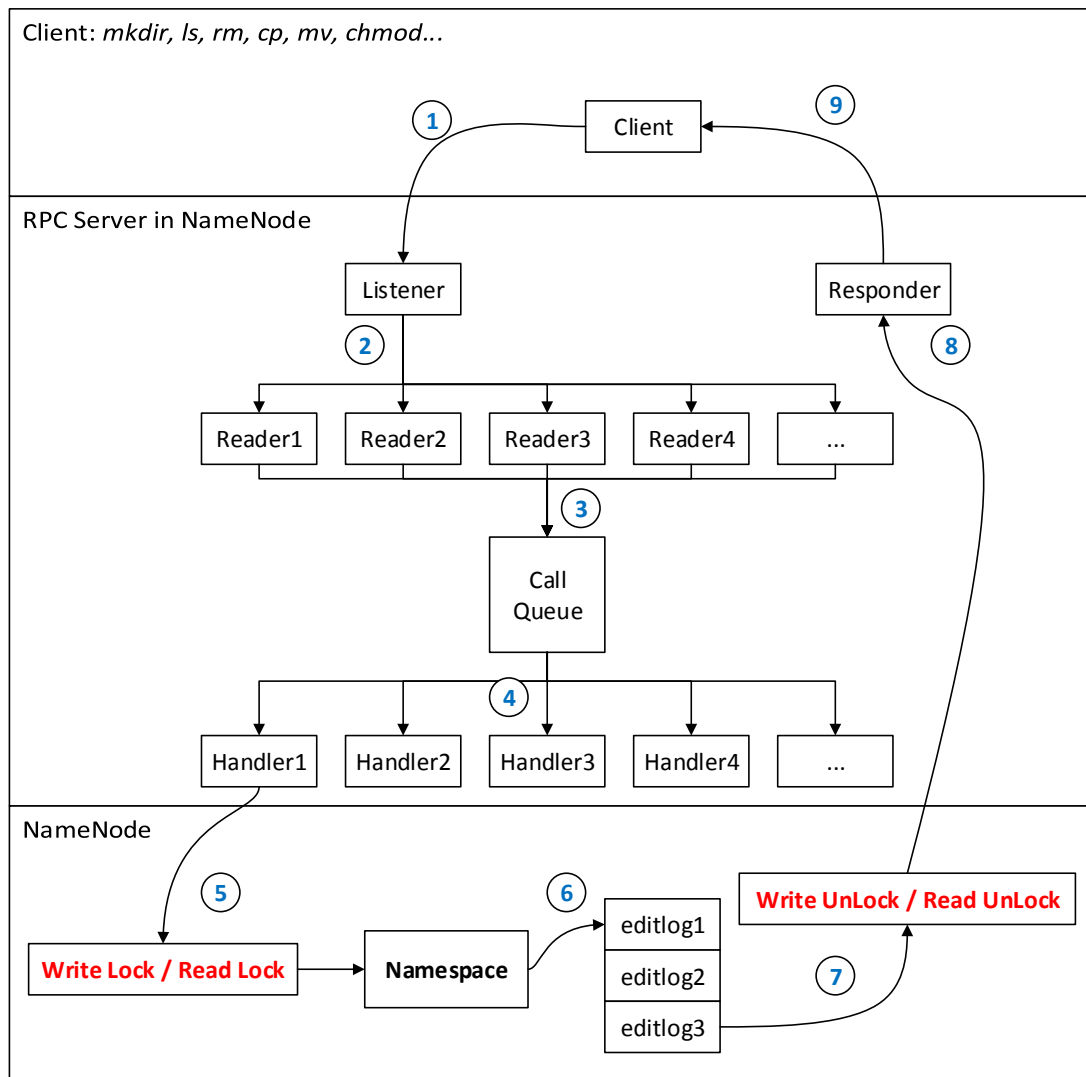 Client: mkdir, ls, rm, cp, mv, chmod...
1
9
Client
RPC Server in NameNode
Listener
Responder
2
8
Reader1
Reader2
Reader3
Reader4
...
3
Call
Queue
4
Handler1
Handler2
Handler3
Handler4
...
NameNode
5
6
Write UnLock / Read UnLock
editlog1
Write Lock / Read Lock
Namespace
editlog2
7
editlog3